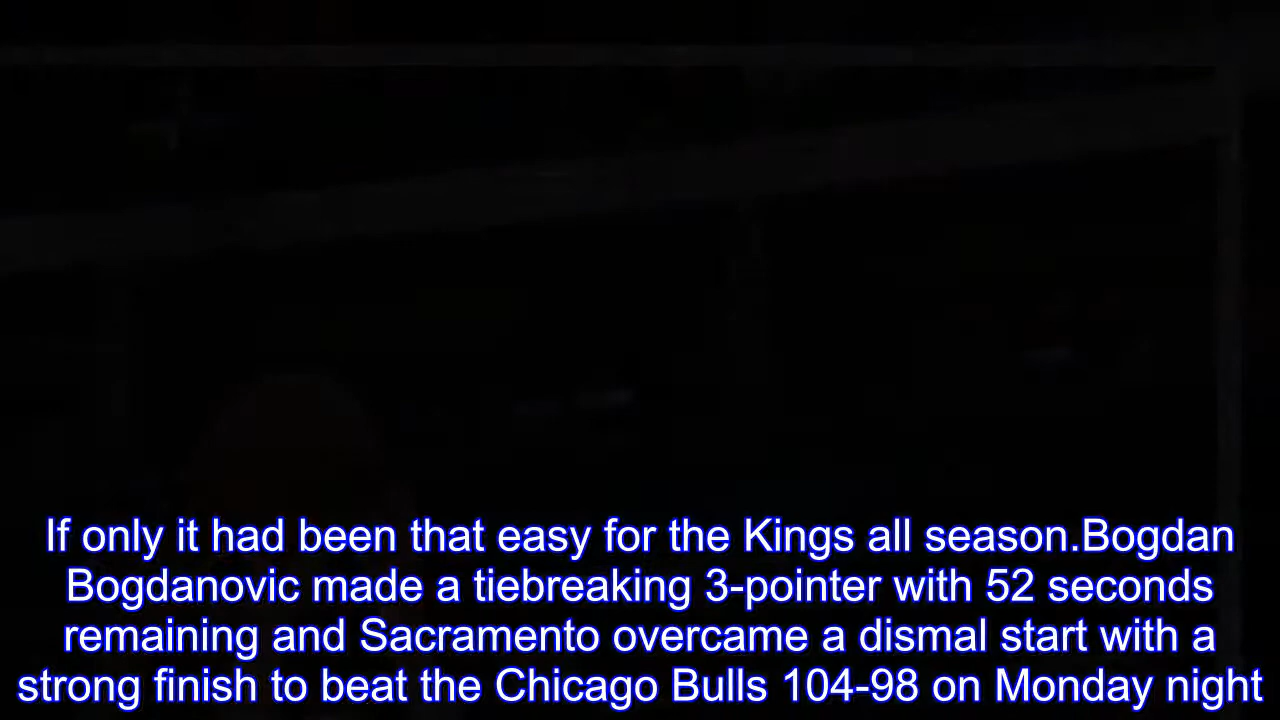 If only it had been that easy for the Kings all season.Bogdan
Bogdanovic made a tiebreaking 3-pointer with 52 seconds
remaining and Sacramento overcame a dismal start with a
strong finish to beat the Chicago Bulls 104-98 on Monday night